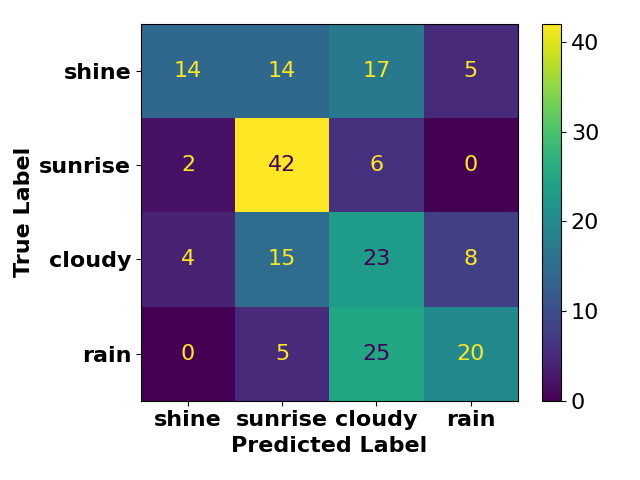 shine 14 14 17 5
sunrise 2 42 6 0
cloudy 4 15 23 8
rain 0 5 25 20
shine sunrise cloudy rain
Predicted Label
True Label
40
30
20
10
0